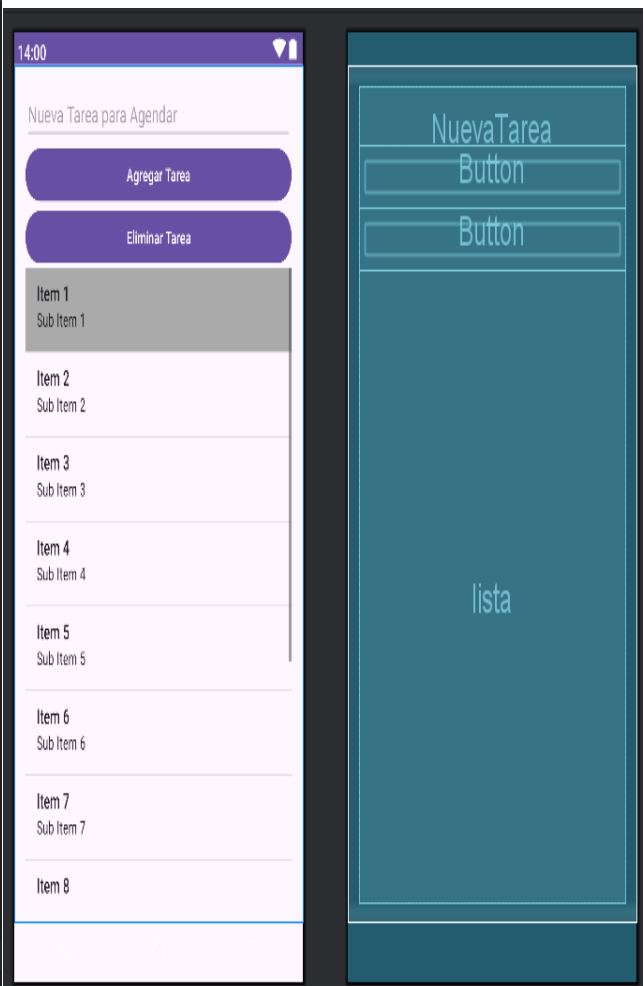 14:00
Nueva Tarea para Agendar
Agregar Tarea
Eliminar Tarea
Item 1
Sub Item 1
Item 2
Sub Item 2
Item 3
Sub Item 3
Item 4
Sub Item 4
Item 5
Sub Item 5
Item 6
Sub Item 6
Item 7
Sub Item 7
Item 8
NuevaTarea
Button
Button
lista